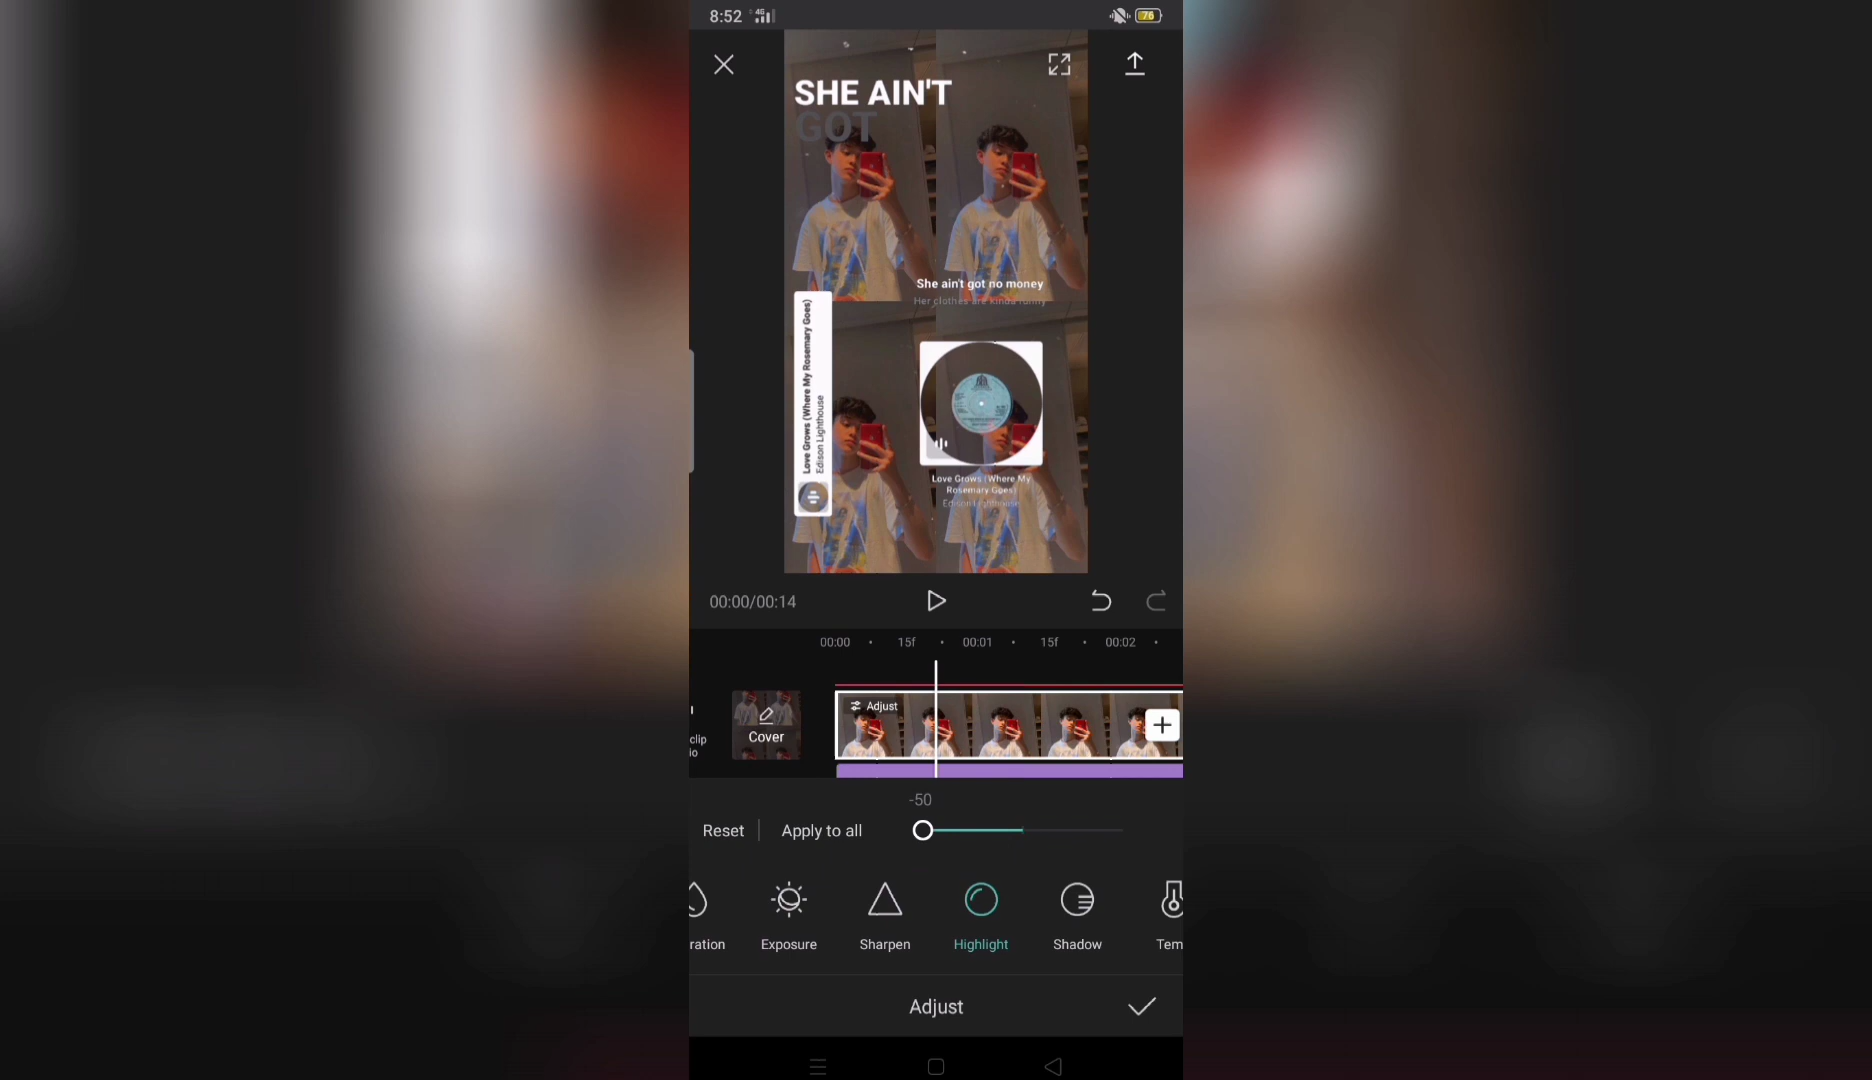 8:52 4G 76
SHE AIN'T
GOT
She ain't got no money
Her clothes are kinda funny
Love Grows (Where My Rosemary Goes)
Edison Lighthouse
Love Grows (Where My
Rosemary Goes)
Edison Lighthouse
00:00/00:14
00:00 15f 00:01 15f 00:02
Adjust
clip
io
Cover
-50
Reset Apply to all
ration Exposure Sharpen Highlight Shadow Tem
Adjust